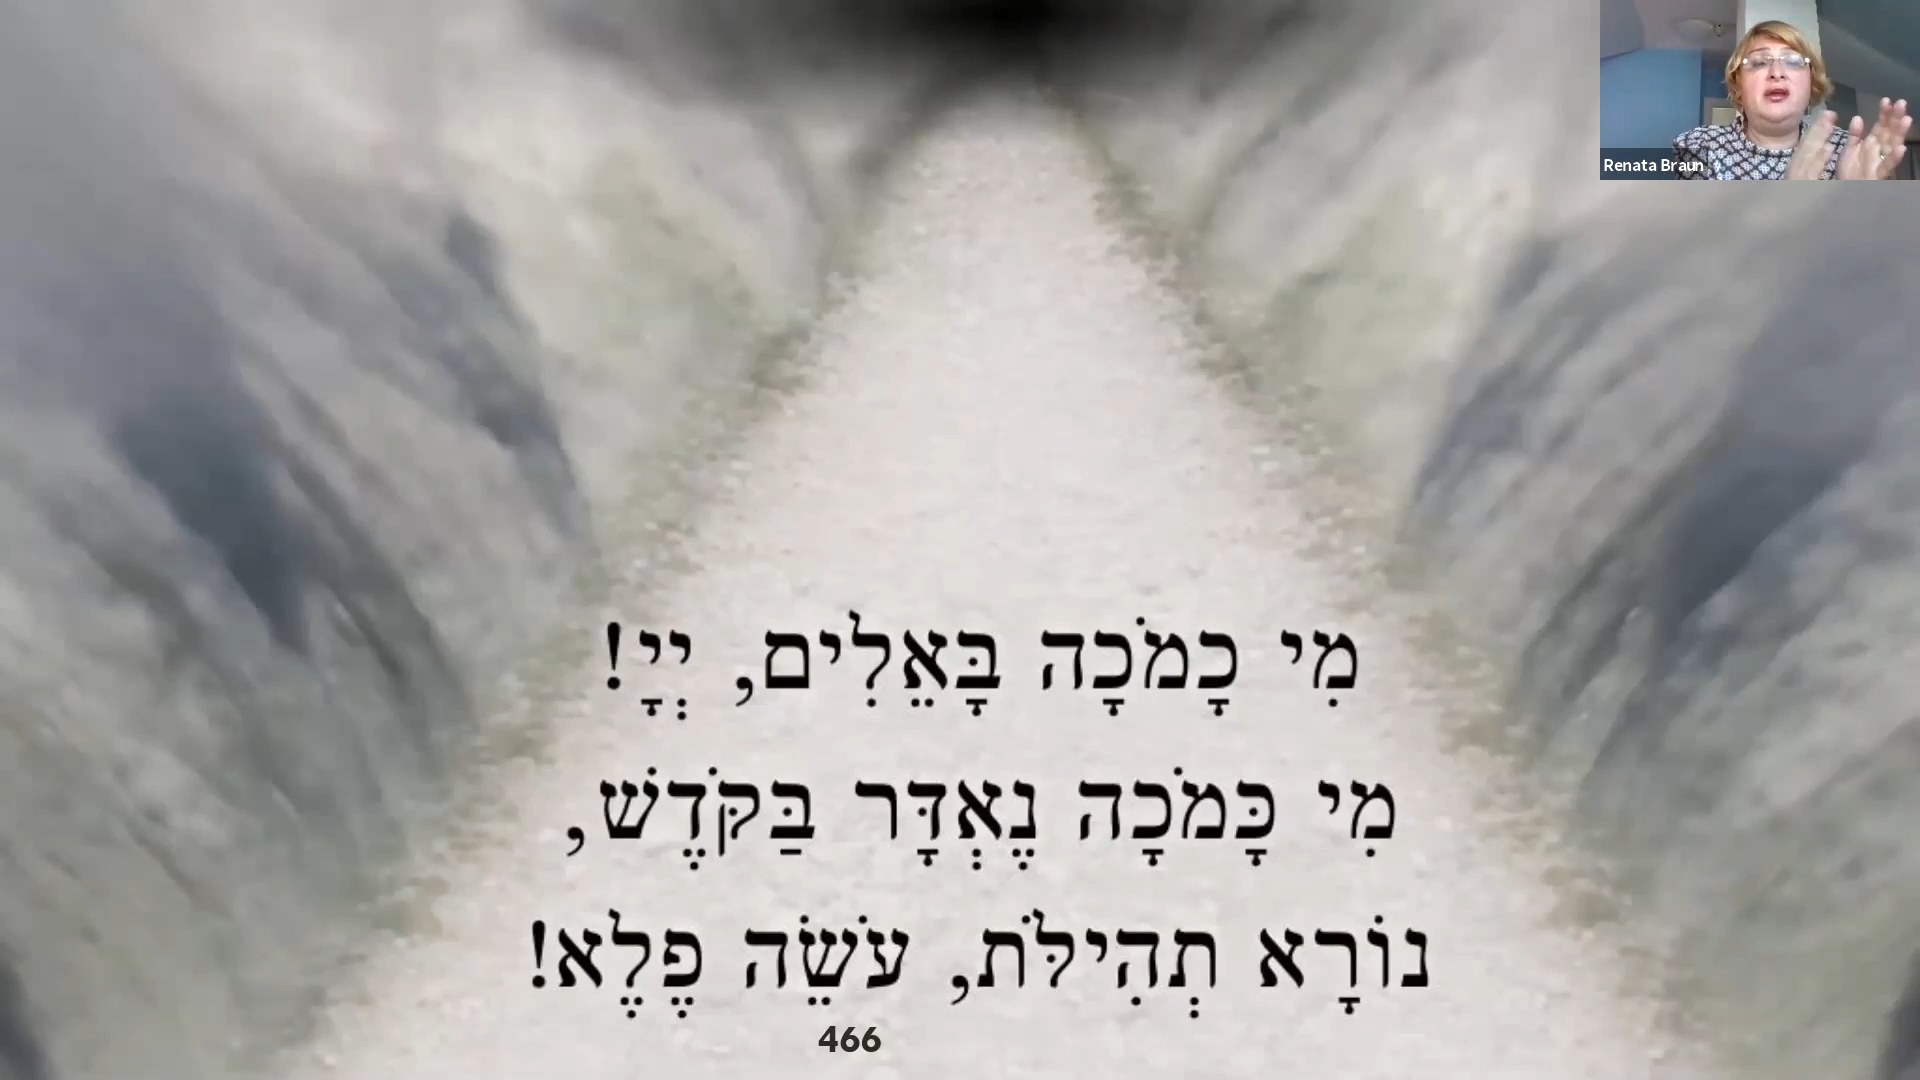 Renata Braun
מִי כָמֹכָה בָּאֵלִים, יְיָ!
מִי כָּמֹכָה נֶאְדָּר בַּקֹּדֶשׁ,
נוֹרָא תְהִילֹּת, עֹשֵׂה פֶלֶא!
466